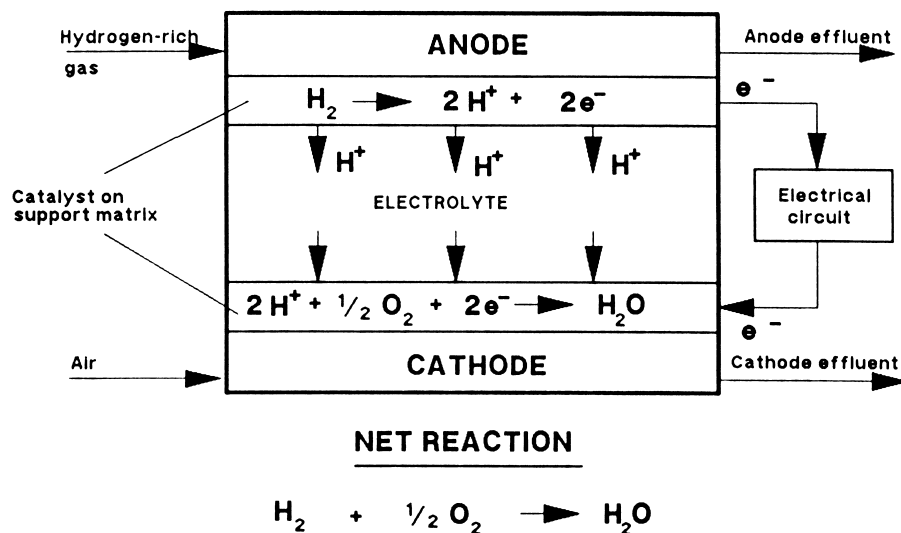 Hydrogen-rich
gas
ANODE
Anode effluent
H₂ → 2H⁺ + 2e⁻
e⁻
H⁺ H⁺ H⁺
Catalyst on
support matrix
ELECTROLYTE
Electrical
circuit
2H⁺ + ½ O₂ + 2e⁻ → H₂O
e⁻
Air
CATHODE
Cathode effluent
NET REACTION
H₂ + ½ O₂ → H₂O